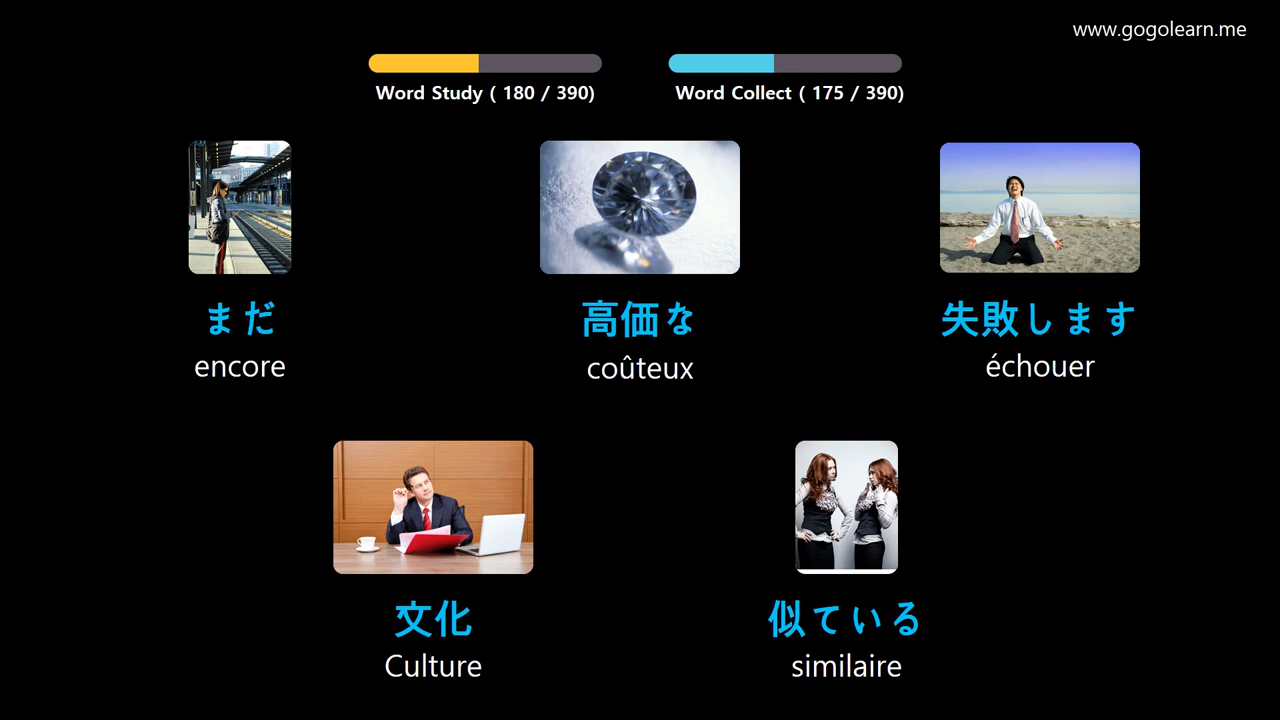 www.gogolearn.me
Word Study ( 180 / 390)
Word Collect ( 175 / 390)
まだ
encore
高価な
coûteux
失敗します
échouer
文化
Culture
似ている
similaire